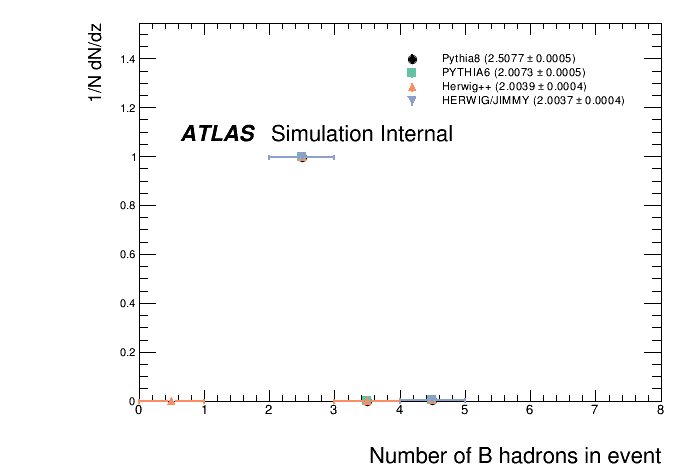 1/N dN/dz
1.4
1.2
1
0.8
0.6
0.4
0.2
0
Pythia8 (2.5077 ± 0.0005)
PYTHIA6 (2.0073 ± 0.0005)
Herwig++ (2.0039 ± 0.0004)
HERWIG/JIMMY (2.0037 ± 0.0004)
ATLAS Simulation Internal
0 1 2 3 4 5 6 7 8
Number of B hadrons in event